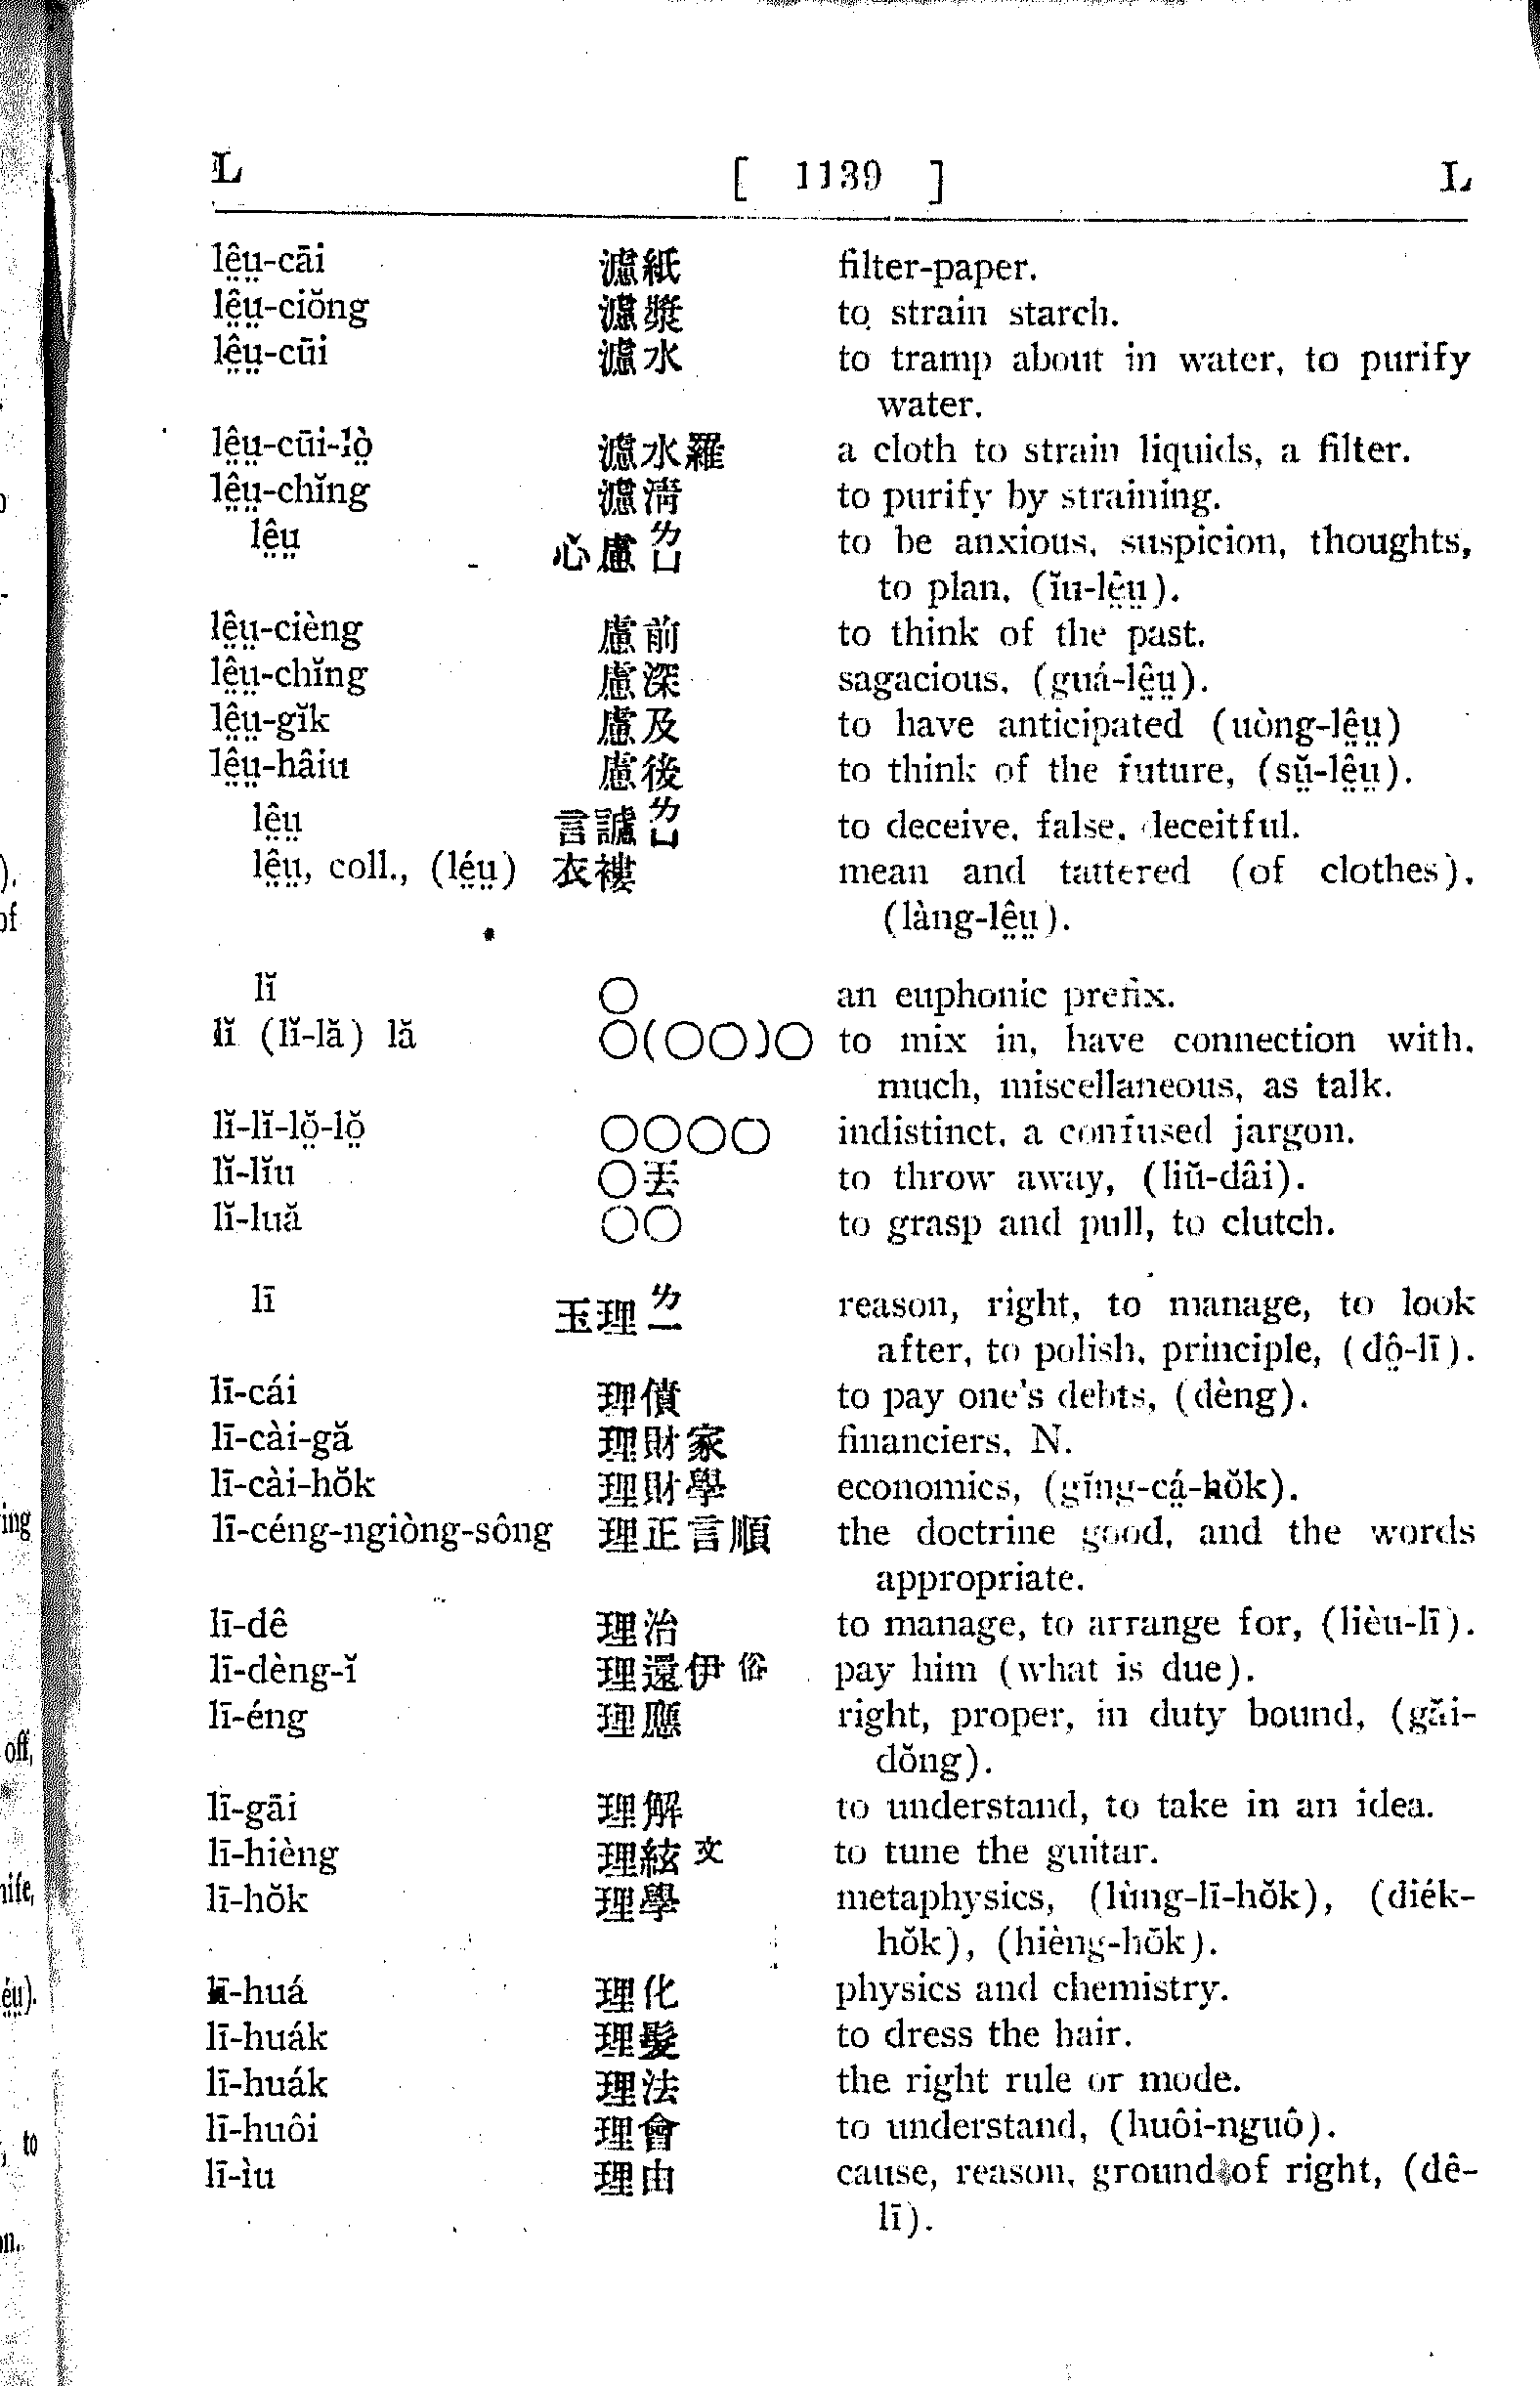 L [ 1139 ] L
lê̤ṳ-cāi 濾紙 filter-paper.
lê̤ṳ-ciŏng 濾漿 to strain starch.
lê̤ṳ-cūi 濾水 to tramp about in water, to purify
water.
lê̤ṳ-cūi-lò̤ 濾水羅 a cloth to strain liquids, a filter.
lê̤ṳ-chĭng 濾淸 to purify by straining.
lê̤ṳ 心慮ㄌㄩ to be anxious, suspicion, thoughts,
to plan, (ĭu-lê̤ṳ).
lê̤ṳ-cièng 慮前 to think of the past.
lê̤ṳ-chĭng 慮深 sagacious, (guá-lê̤ṳ).
lê̤ṳ-gĭk 慮及 to have anticipated (uòng-lê̤ṳ)
lê̤ṳ-hâiu 慮後 to think of the future, (sṳ̆-lê̤ṳ).
lê̤ṳ 言謔ㄌㄩ to deceive, false, deceitful.
lê̤ṳ, coll., (lé̤ṳ) 衣褸 mean and tattered (of clothes),
(làng-lê̤ṳ).
lĭ ○ an euphonic prefix.
lĭ (lĭ-lă) lă ○(○○)○ to mix in, have connection with,
much, miscellaneous, as talk.
lĭ-lĭ-lŏ̤-lŏ̤ ○○○○ indistinct, a confused jargon.
lĭ-lĭu ○丟 to throw away, (liŭ-dâi).
lĭ-luă ○○ to grasp and pull, to clutch.
lī 玉理ㄌ一 reason, right, to manage, to look
after, to polish, principle, (dô̤-lī).
lī-cái 理債 to pay one's debts, (dèng).
lī-cài-gă 理財家 financiers, N.
lī-cài-hŏk 理財學 economics, (gĭng-cá̤-hŏk).
lī-céng-ngiòng-sông 理正言順 the doctrine good, and the words
appropriate.
lī-dê 理治 to manage, to arrange for, (lièu-lī).
lī-dèng-ĭ 理還伊 俗 pay him (what is due).
lī-éng 理應 right, proper, in duty bound, (găi-
dŏng).
lī-gāi 理解 to understand, to take in an idea.
lī-hièng 理絃 文 to tune the guitar.
lī-hŏk 理學 metaphysics, (lùng-lī-hŏk), (diék-
hŏk), (hièng-hŏk).
lī-huá 理化 physics and chemistry.
lī-huák 理髮 to dress the hair.
lī-huák 理法 the right rule or mode.
lī-huôi 理會 to understand, (huôi-nguô).
lī-ìu 理由 cause, reason, ground of right, (dê-
lī).